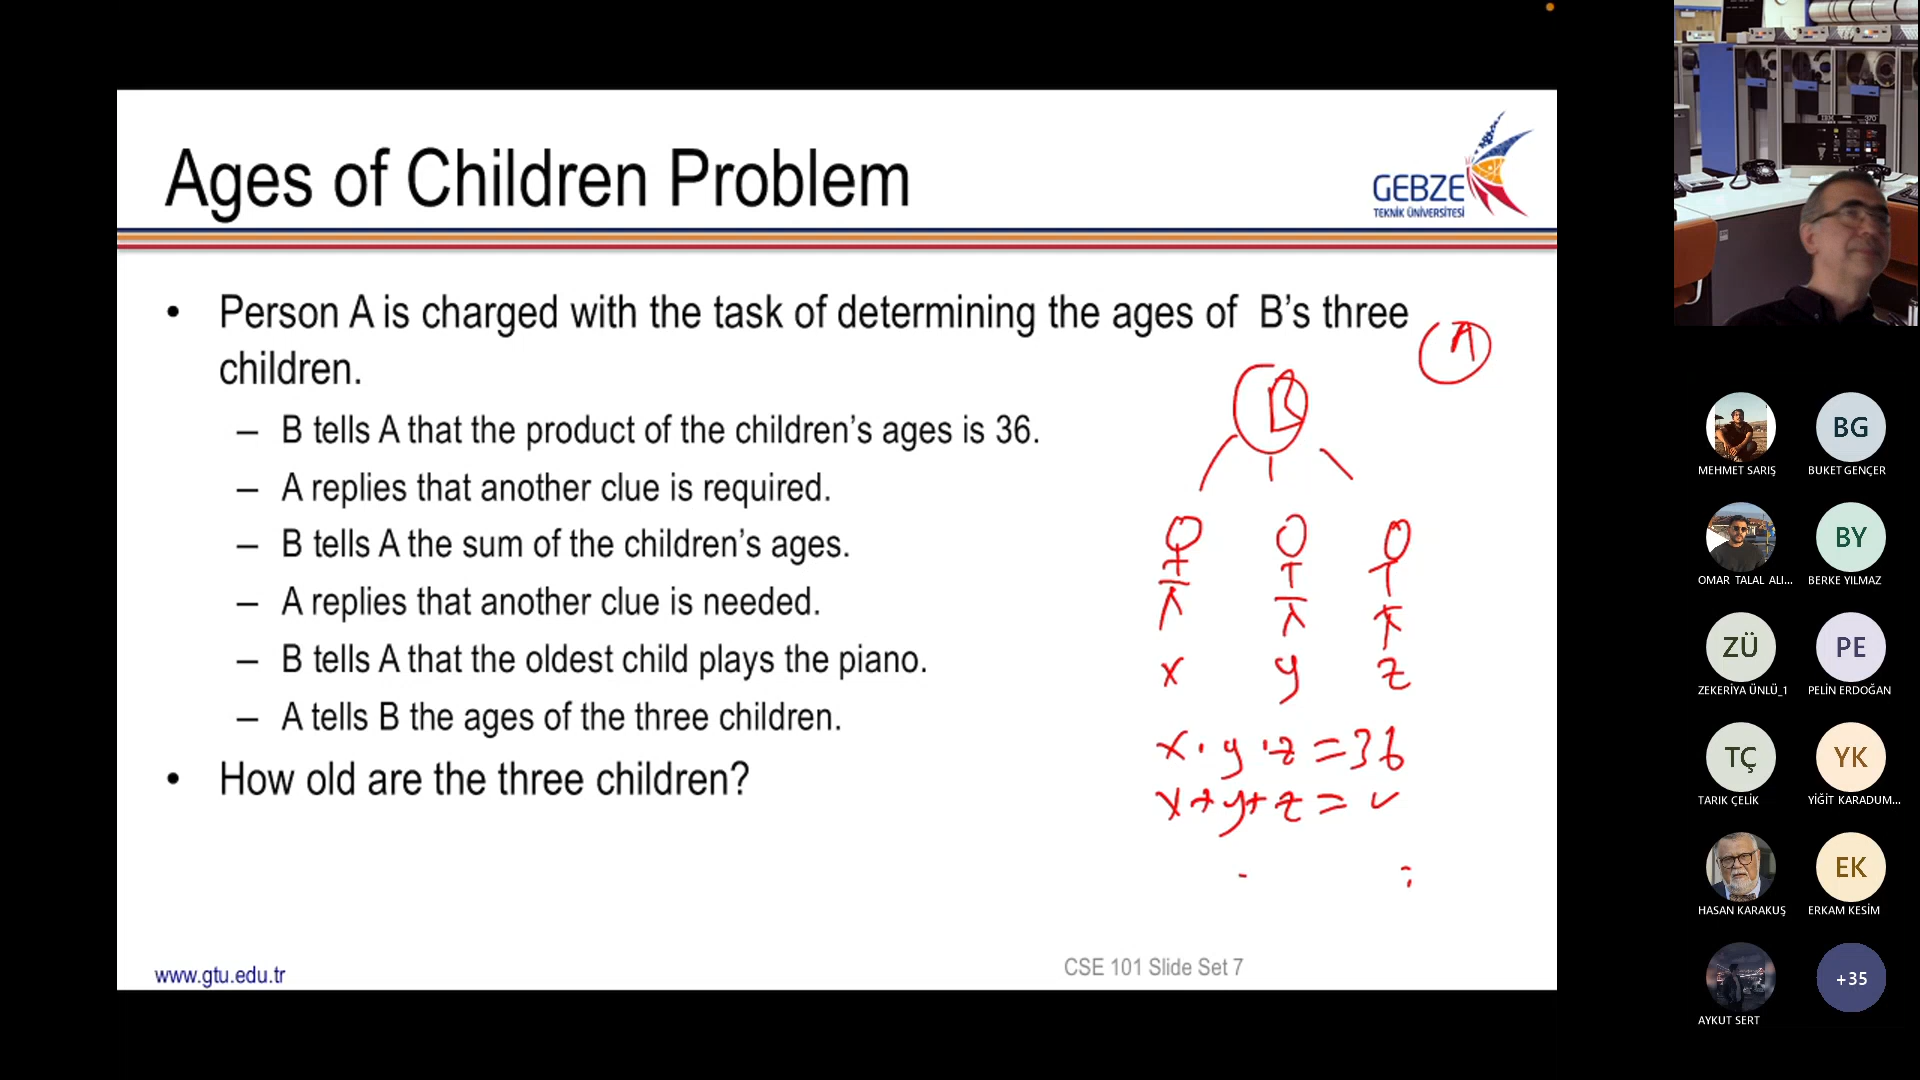 Ages of Children Problem
GEBZE
TEKNİK ÜNİVERSİTESİ
• Person A is charged with the task of determining the ages of B's three
children.
– B tells A that the product of the children's ages is 36.
– A replies that another clue is required.
– B tells A the sum of the children's ages.
– A replies that another clue is needed.
– B tells A that the oldest child plays the piano.
– A tells B the ages of the three children.
• How old are the three children?
A
B
x y z
x · y · z = 36
x + y + z = ✓
www.gtu.edu.tr
CSE 101 Slide Set 7
BG
MEHMET SARIŞ
BUKET GENÇER
BY
OMAR TALAL ALI...
BERKE YILMAZ
ZÜ
PE
ZEKERİYA ÜNLÜ_1
PELİN ERDOĞAN
TÇ
YK
TARIK ÇELİK
YİĞİT KARADUM...
EK
HASAN KARAKUŞ
ERKAM KESİM
+35
AYKUT SERT